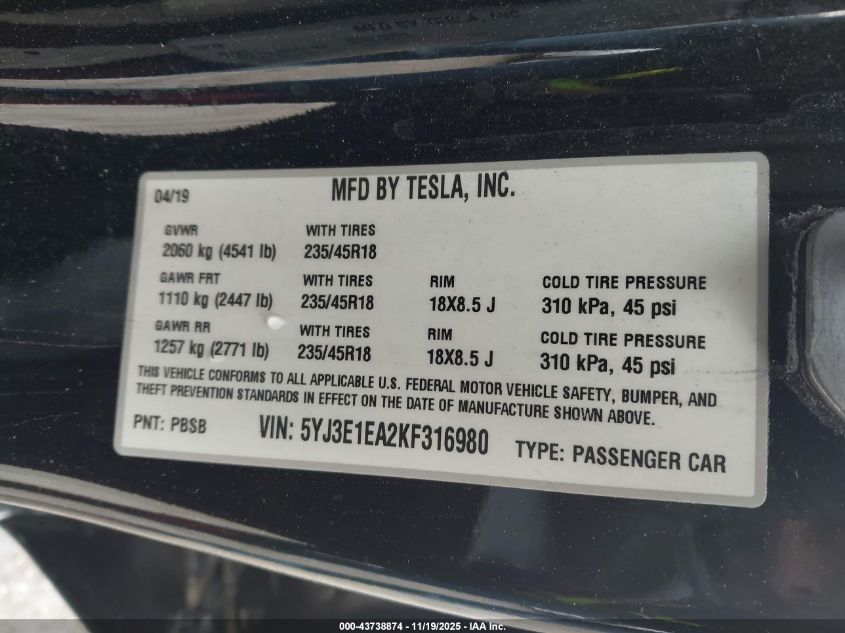 04/19 MFD BY TESLA, INC.
GVWR WITH TIRES
2060 kg (4541 lb) 235/45R18
GAWR FRT WITH TIRES RIM COLD TIRE PRESSURE
1110 kg (2447 lb) 235/45R18 18X8.5 J 310 kPa, 45 psi
GAWR RR WITH TIRES RIM COLD TIRE PRESSURE
1257 kg (2771 lb) 235/45R18 18X8.5 J 310 kPa, 45 psi
THIS VEHICLE CONFORMS TO ALL APPLICABLE U.S. FEDERAL MOTOR VEHICLE SAFETY, BUMPER, AND
THEFT PREVENTION STANDARDS IN EFFECT ON THE DATE OF MANUFACTURE SHOWN ABOVE.
PNT: PBSB VIN: 5YJ3E1EA2KF316980 TYPE: PASSENGER CAR
000-43738874 - 11/19/2025 - IAA Inc.